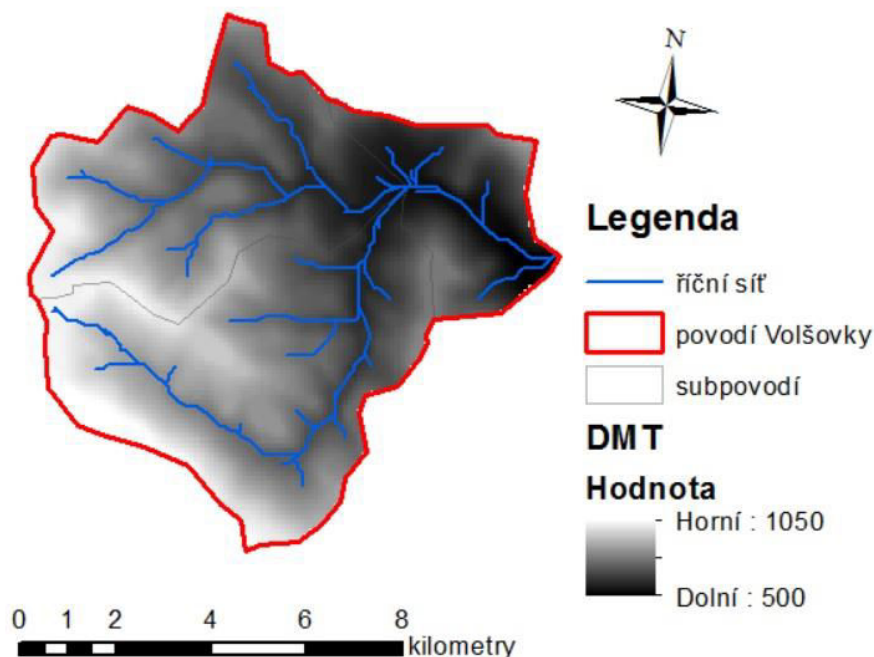 N
Legenda
říční síť
povodí Volšovky
subpovodí
DMT
Hodnota
Horní : 1050
Dolní : 500
0 1 2 4 6 8
kilometry